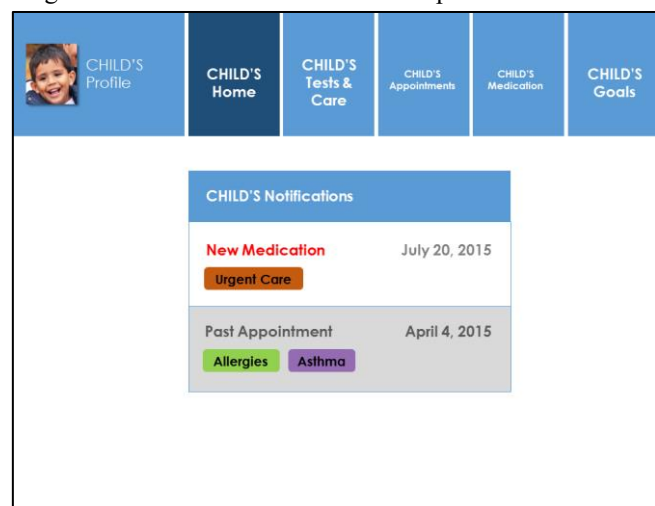 CHILD'S
Profile
CHILD'S
Home
CHILD'S
Tests &
Care
CHILD'S
Appointments
CHILD'S
Medication
CHILD'S
Goals
CHILD'S Notifications
New Medication July 20, 2015
Urgent Care
Past Appointment April 4, 2015
Allergies Asthma